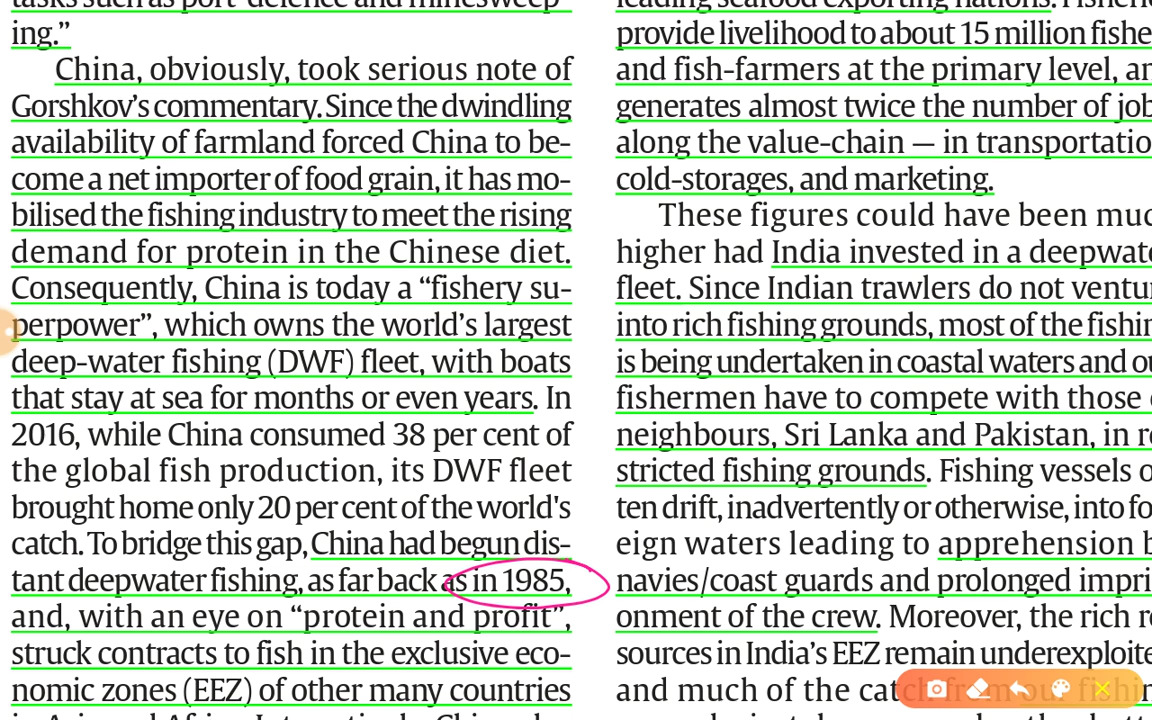 tasks such as port-defence and minesweep-
ing.”
China, obviously, took serious note of
Gorshkov’s commentary. Since the dwindling
availability of farmland forced China to be-
come a net importer of food grain, it has mo-
bilised the fishing industry to meet the rising
demand for protein in the Chinese diet.
Consequently, China is today a “fishery su-
perpower”, which owns the world’s largest
deep-water fishing (DWF) fleet, with boats
that stay at sea for months or even years. In
2016, while China consumed 38 per cent of
the global fish production, its DWF fleet
brought home only 20 per cent of the world's
catch. To bridge this gap, China had begun dis-
tant deepwater fishing, as far back as in 1985,
and, with an eye on “protein and profit”,
struck contracts to fish in the exclusive eco-
nomic zones (EEZ) of other many countries
leading seafood exporting nations.
provide livelihood to about 15 million fishe
and fish-farmers at the primary level, an
generates almost twice the number of job
along the value-chain — in transportatio
cold-storages, and marketing.
These figures could have been muc
higher had India invested in a deepwate
fleet. Since Indian trawlers do not ventur
into rich fishing grounds, most of the fishin
is being undertaken in coastal waters and ou
fishermen have to compete with those o
neighbours, Sri Lanka and Pakistan, in re
stricted fishing grounds. Fishing vessels o
ten drift, inadvertently or otherwise, into fo
eign waters leading to apprehension b
navies/coast guards and prolonged impri
onment of the crew. Moreover, the rich re
sources in India’s EEZ remain underexploite
and much of the catch from our fishin